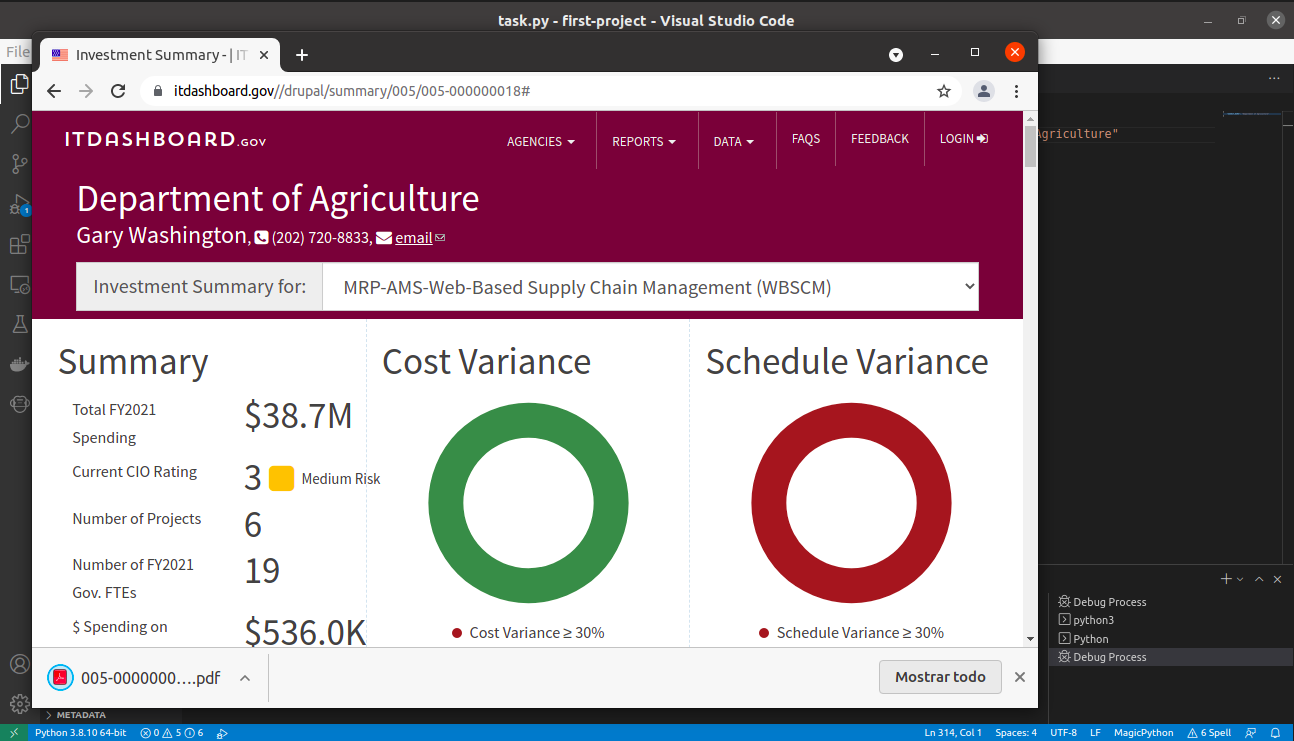 task.py - first-project - Visual Studio Code
File
Investment Summary - | IT
itdashboard.gov//drupal/summary/005/005-000000018#
ITDASHBOARD.GOV
AGENCIES
REPORTS
DATA
FAQS
FEEDBACK
LOGIN
Department of Agriculture
Gary Washington, (202) 720-8833, email
Investment Summary for:
MRP-AMS-Web-Based Supply Chain Management (WBSCM)
Summary
Total FY2021
Spending
$38.7M
Current CIO Rating
3 Medium Risk
Number of Projects
6
Number of FY2021
Gov. FTEs
19
$ Spending on
$536.0K
Cost Variance
Cost Variance ≥ 30%
Schedule Variance
Schedule Variance ≥ 30%
Agriculture"
1
Debug Process
python3
Python
Debug Process
005-0000000....pdf
Mostrar todo
METADATA
Python 3.8.10 64-bit
0 5 6
Ln 314, Col 1
Spaces: 4
UTF-8
LF
MagicPython
6 Spell